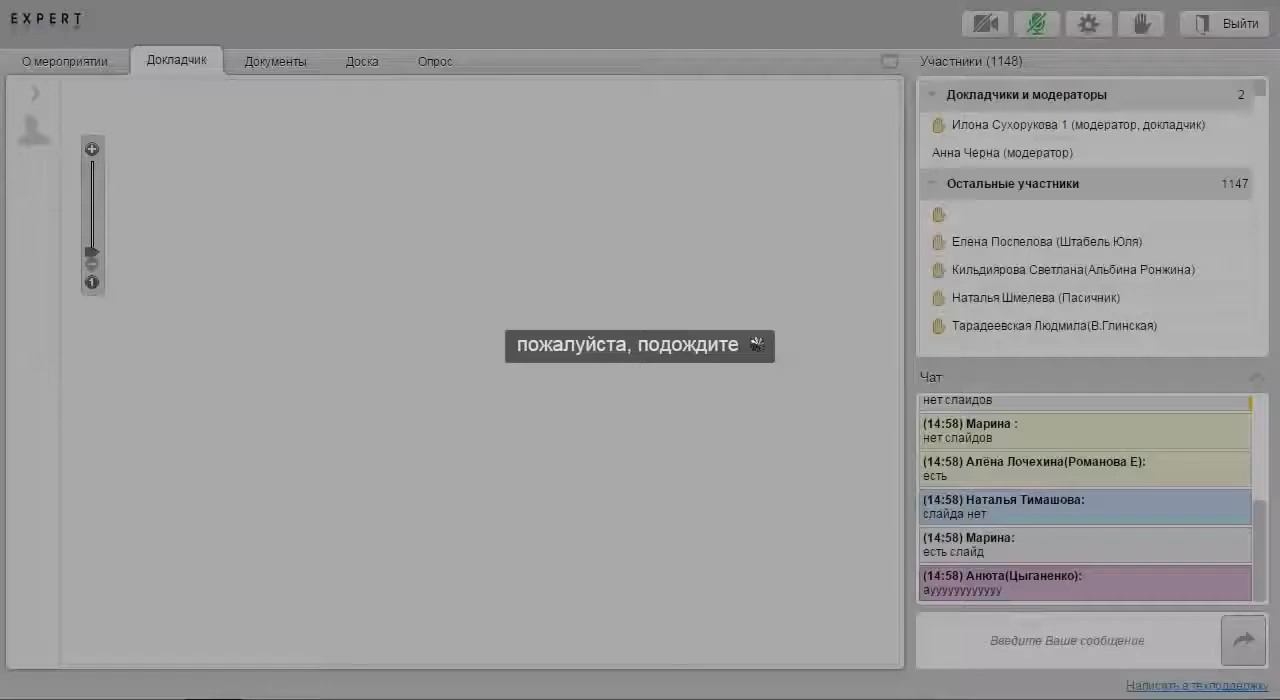 EXPERT
Выйти
О мероприятии
Докладчик
Документы
Доска
Опрос
Участники (1148)
Докладчики и модераторы 2
Илона Сухорукова 1 (модератор, докладчик)
Анна Черна (модератор)
Остальные участники 1147
Елена Поспелова (Штабель Юля)
Кильдиярова Светлана(Альбина Ронжина)
Наталья Шмелева (Пасичник)
Тарадеевская Людмила(В.Глинская)
1
пожалуйста, подождите
Чат
нет слайдов
(14:58) Марина :
нет слайдов
(14:58) Алёна Лочехина(Романова Е):
есть
(14:58) Наталья Тимашова:
слайда нет
(14:58) Марина:
есть слайд
(14:58) Анюта(Цыганенко):
аууууууууууу
Введите Ваше сообщение
Написать в техподдержку